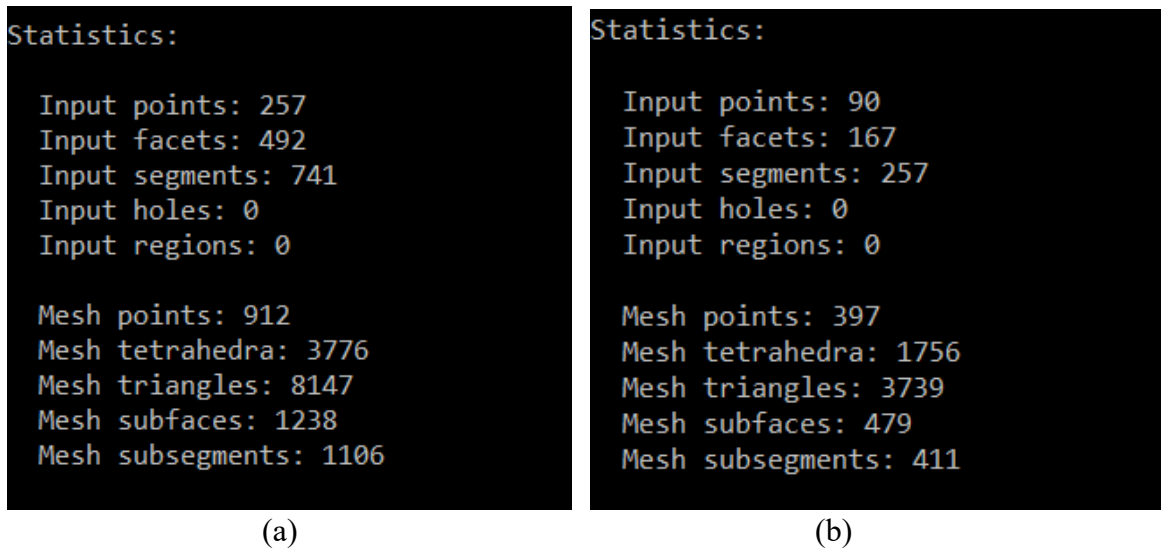 Statistics:
Input points: 257
Input facets: 492
Input segments: 741
Input holes: 0
Input regions: 0
Mesh points: 912
Mesh tetrahedra: 3776
Mesh triangles: 8147
Mesh subfaces: 1238
Mesh subsegments: 1106
(a)
Statistics:
Input points: 90
Input facets: 167
Input segments: 257
Input holes: 0
Input regions: 0
Mesh points: 397
Mesh tetrahedra: 1756
Mesh triangles: 3739
Mesh subfaces: 479
Mesh subsegments: 411
(b)